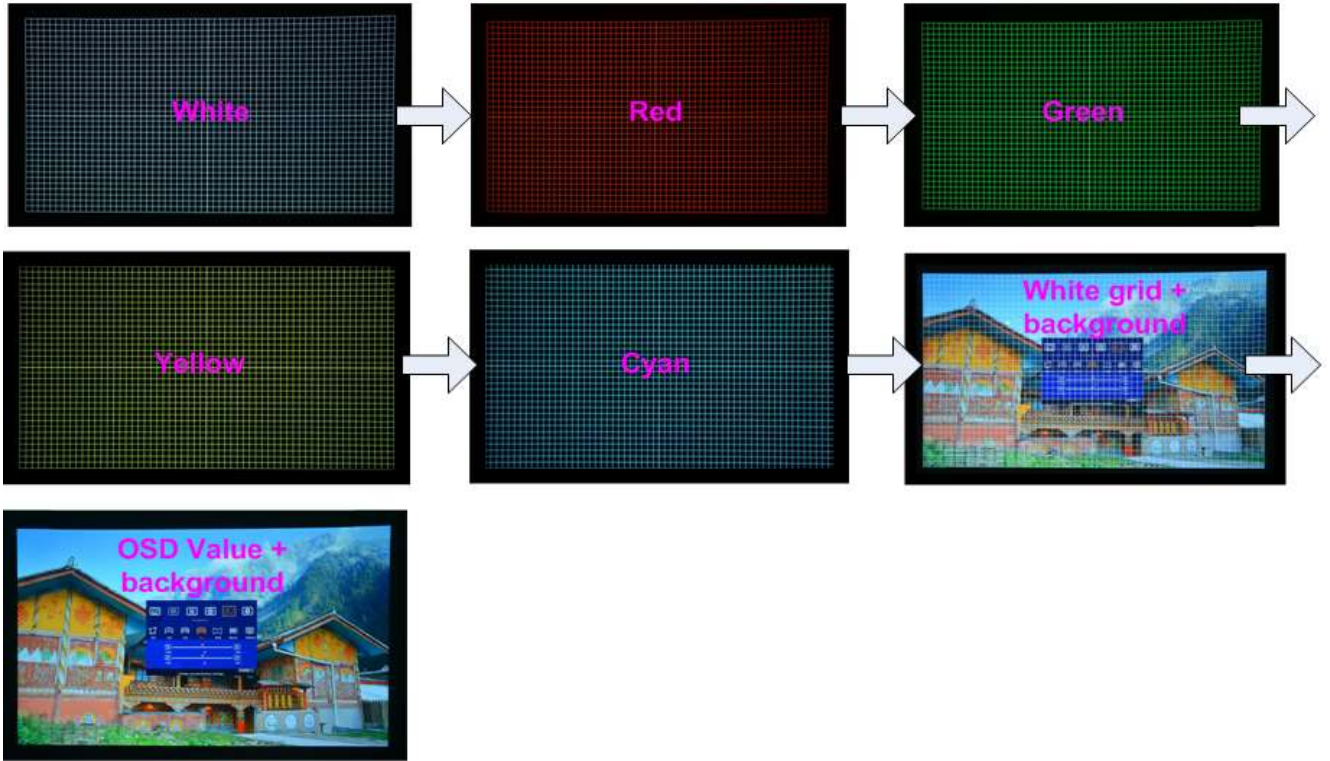 White
Red
Green
Yellow
Cyan
White grid +
background
OSD Value +
background